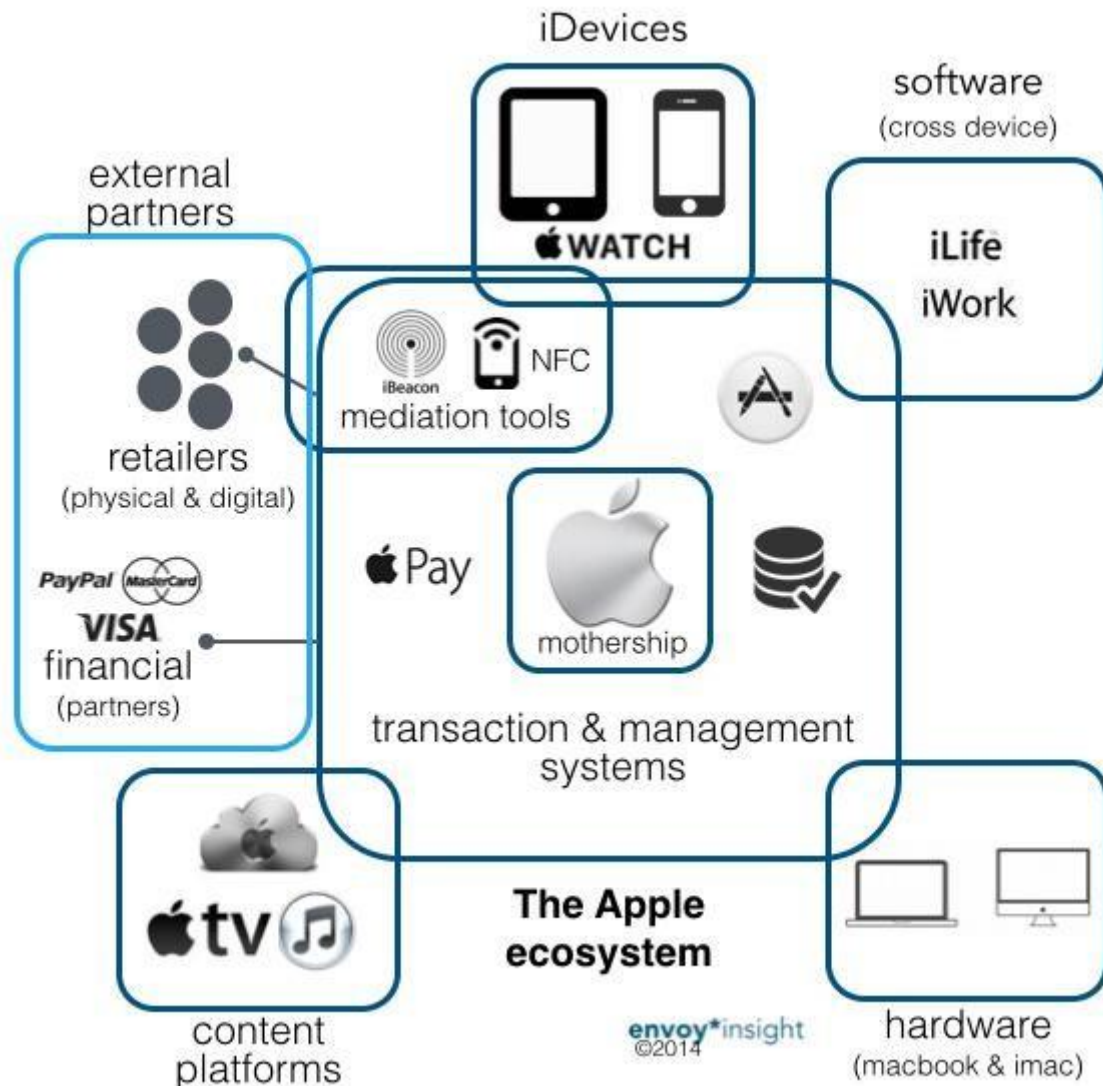 iDevices
WATCH
software
(cross device)
iLife
iWork
external
partners
retailers
(physical & digital)
PayPal MasterCard
VISA
financial
(partners)
iBeacon
NFC
mediation tools
Pay
mothership
transaction & management
systems
tv
content
platforms
The Apple
ecosystem
envoy*insight
©2014
hardware
(macbook & imac)